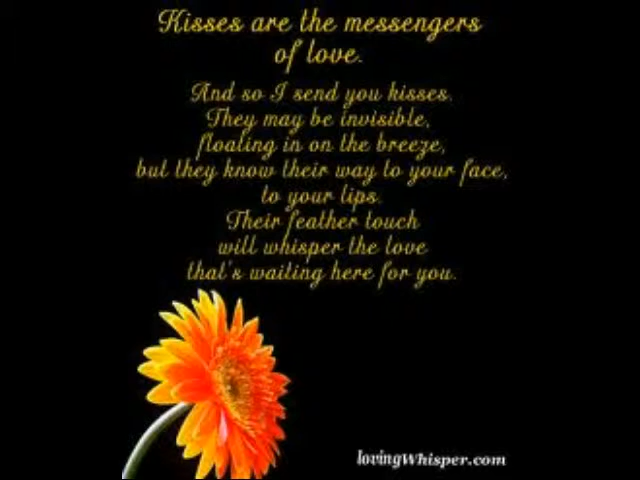 Kisses are the messengers
of love.
And so I send you kisses.
They may be invisible,
floating in on the breeze,
but they know their way to your face,
to your lips.
Their feather touch
will whisper the love
that's waiting here for you.
lovingWhisper.com